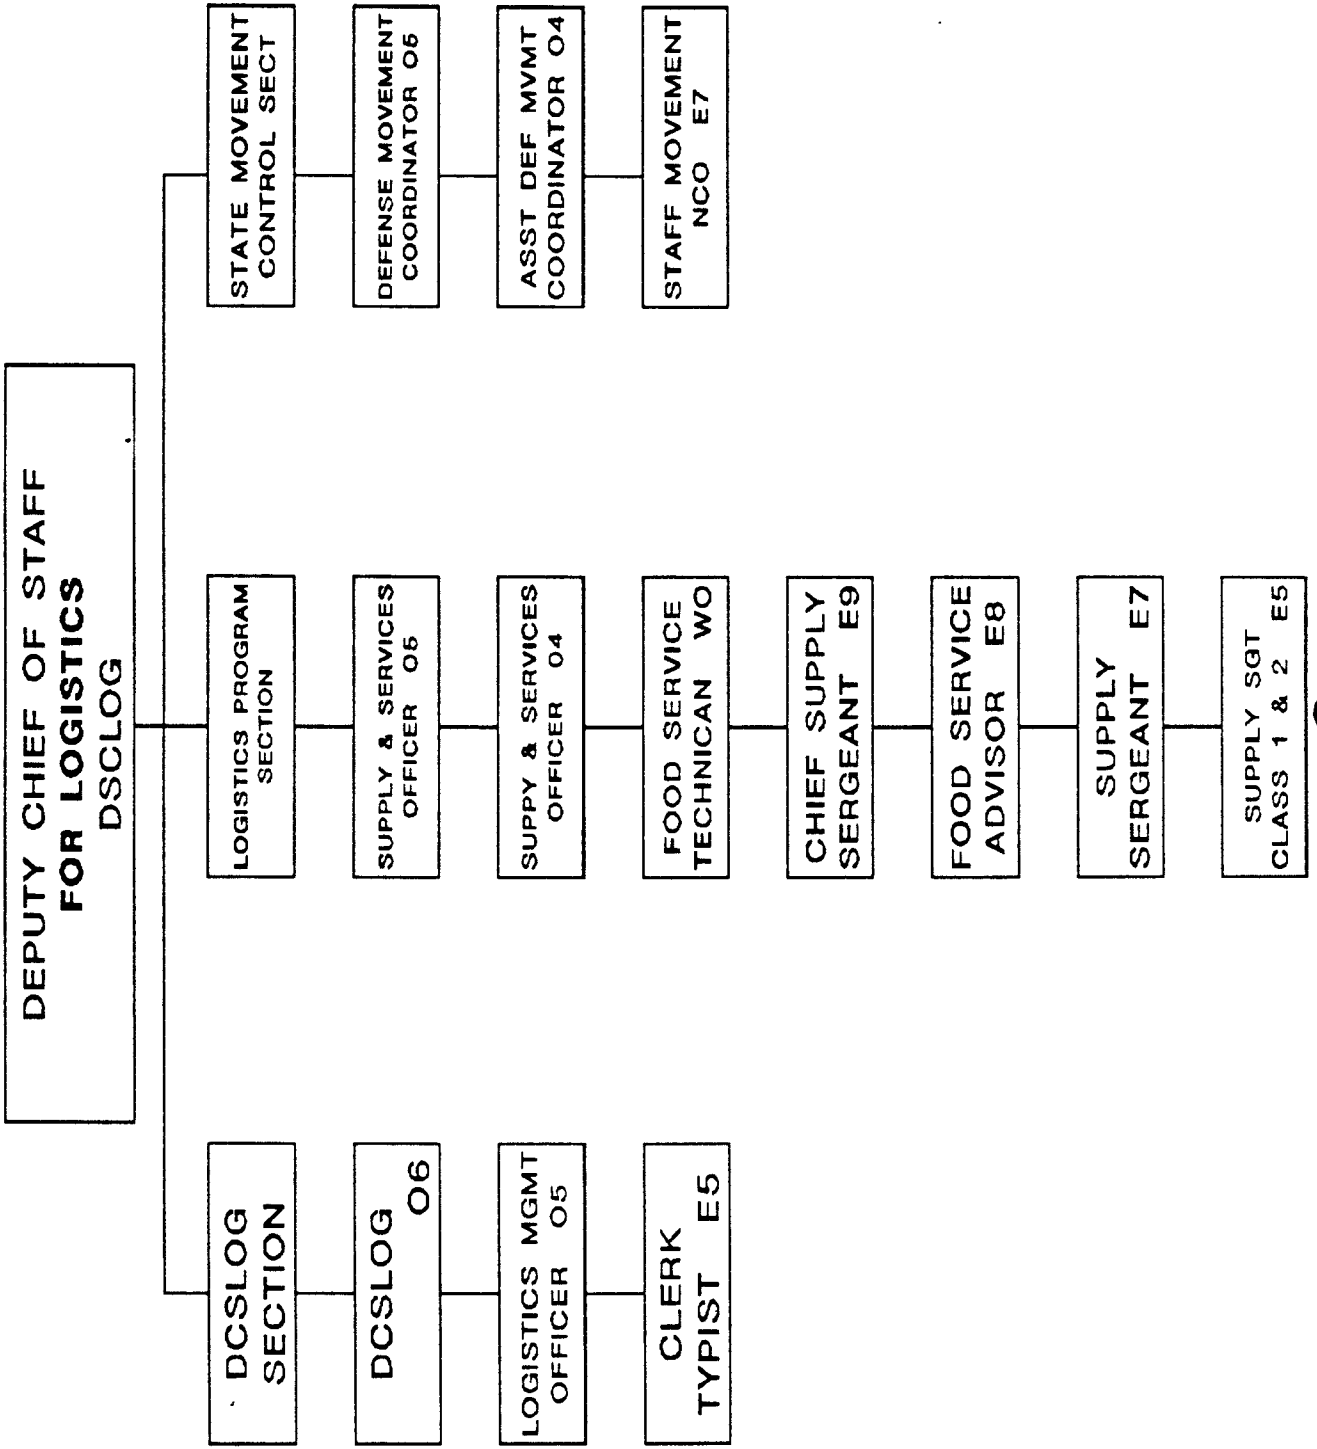 DEPUTY CHIEF OF STAFF
FOR LOGISTICS
DSCLOG
DCSLOG
SECTION
DCSLOG
O6
LOGISTICS MGMT
OFFICER O5
CLERK
TYPIST E5
LOGISTICS PROGRAM
SECTION
SUPPLY & SERVICES
OFFICER O5
SUPPY & SERVICES
OFFICER O4
FOOD SERVICE
TECHNICAN WO
CHIEF SUPPLY
SERGEANT E9
FOOD SERVICE
ADVISOR E8
SUPPLY
SERGEANT E7
SUPPLY SGT
CLASS 1 & 2 E5
STATE MOVEMENT
CONTROL SECT
DEFENSE MOVEMENT
COORDINATOR O5
ASST DEF MVMT
COORDINATOR O4
STAFF MOVEMENT
NCO E7